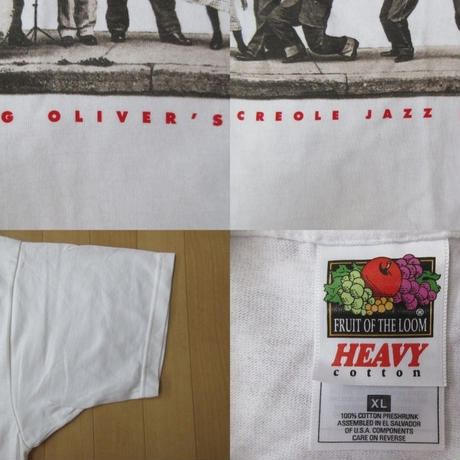 G OLIVER'S
CREOLE JAZZ
FRUIT OF THE LOOM®
HEAVY
cotton
XL
100% COTTON PRESHRUNK
ASSEMBLED IN EL SALVADOR
of U.S.A. COMPONENTS
CARE ON REVERSE